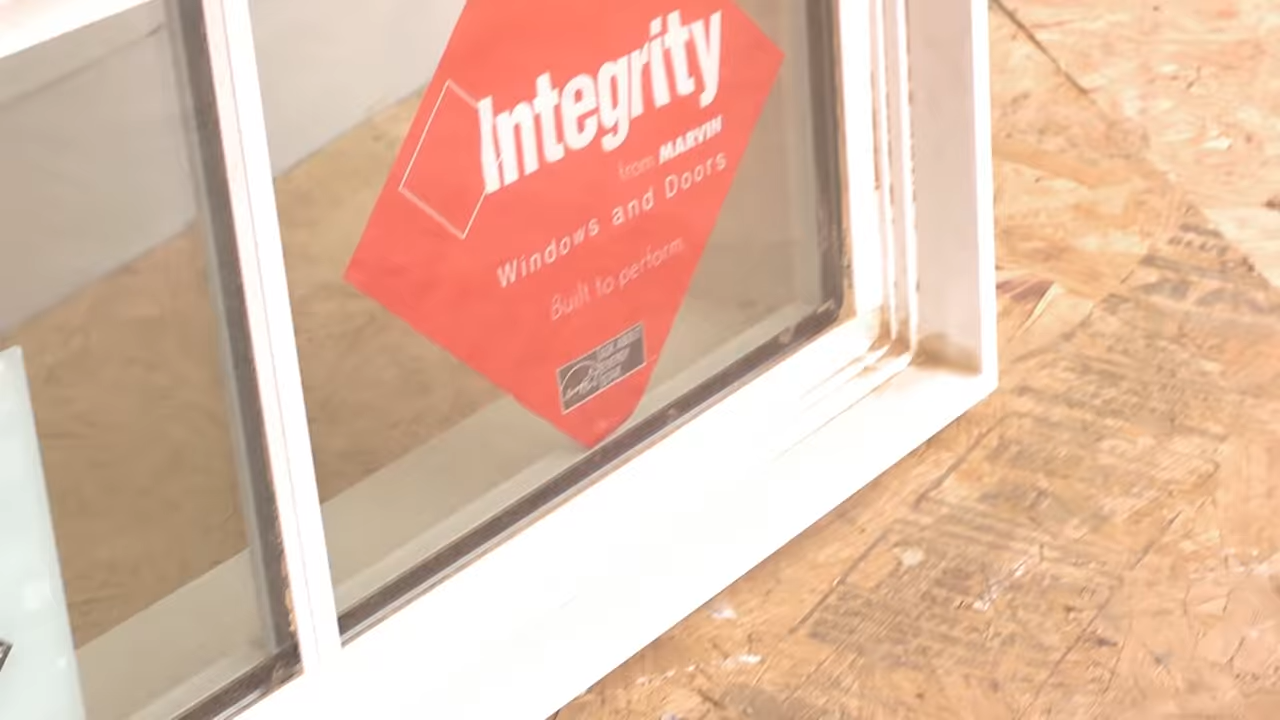 Integrity
from MARVIN
Windows and Doors
Built to perform.